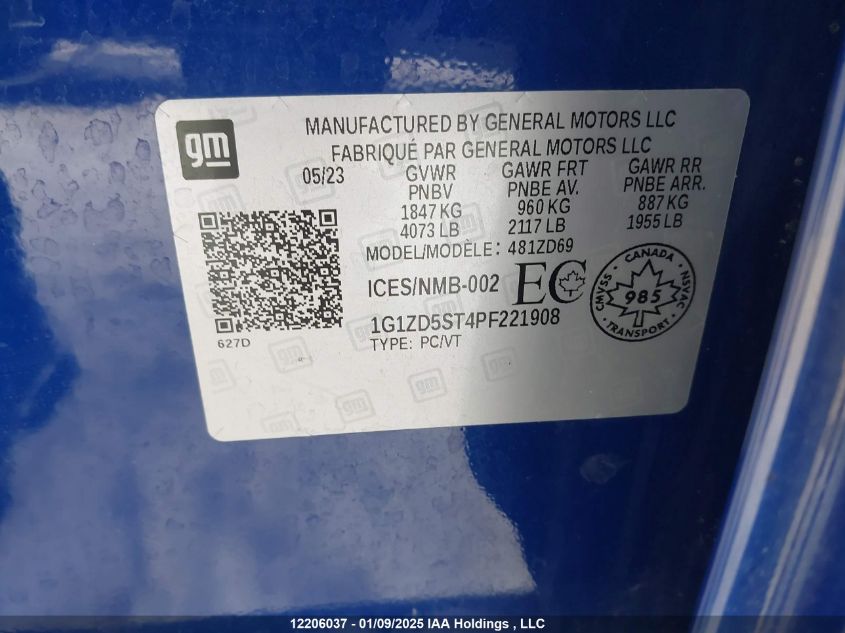 gm
MANUFACTURED BY GENERAL MOTORS LLC
FABRIQUÉ PAR GENERAL MOTORS LLC
05/23
GVWR
PNBV
1847 KG
4073 LB
GAWR FRT
PNBE AV.
960 KG
2117 LB
GAWR RR
PNBE ARR.
887 KG
1955 LB
MODEL/MODÈLE: 481ZD69
ICES/NMB-002
EC
CANADA
CMVSS
985
NSVAC
TRANSPORT
1G1ZD5ST4PF221908
TYPE: PC/VT
627D
12206037 - 01/09/2025 IAA Holdings , LLC